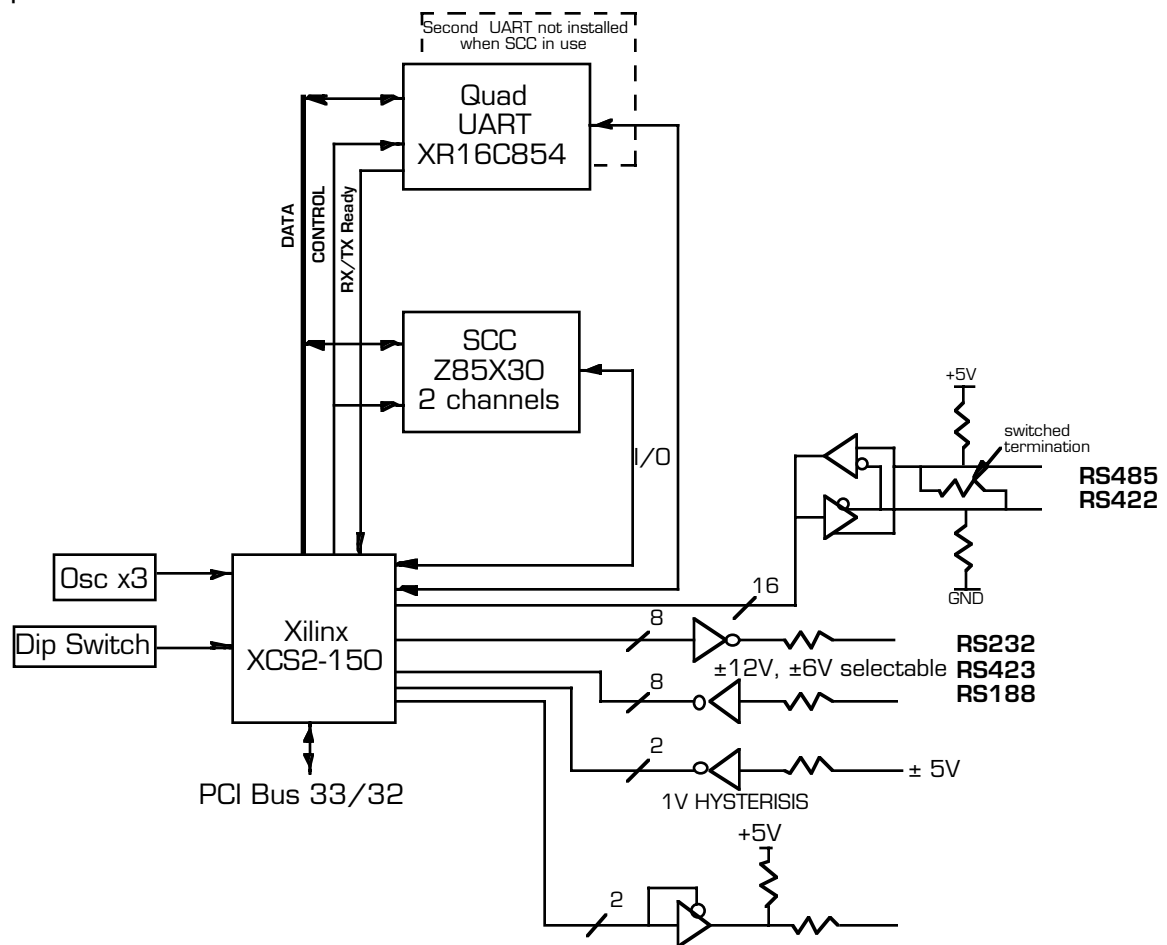 Second UART not installed
when SCC in use
Quad
UART
XR16C854
DATA
CONTROL
RX/TX Ready
SCC
Z85X30
2 channels
I/O
+5V
switched
termination
RS485
RS422
GND
Osc x3
Dip Switch
Xilinx
XCS2-150
16
8
RS232
±12V, ±6V selectable
RS423
8
RS188
2
± 5V
1V HYSTERISIS
PCI Bus 33/32
+5V
2